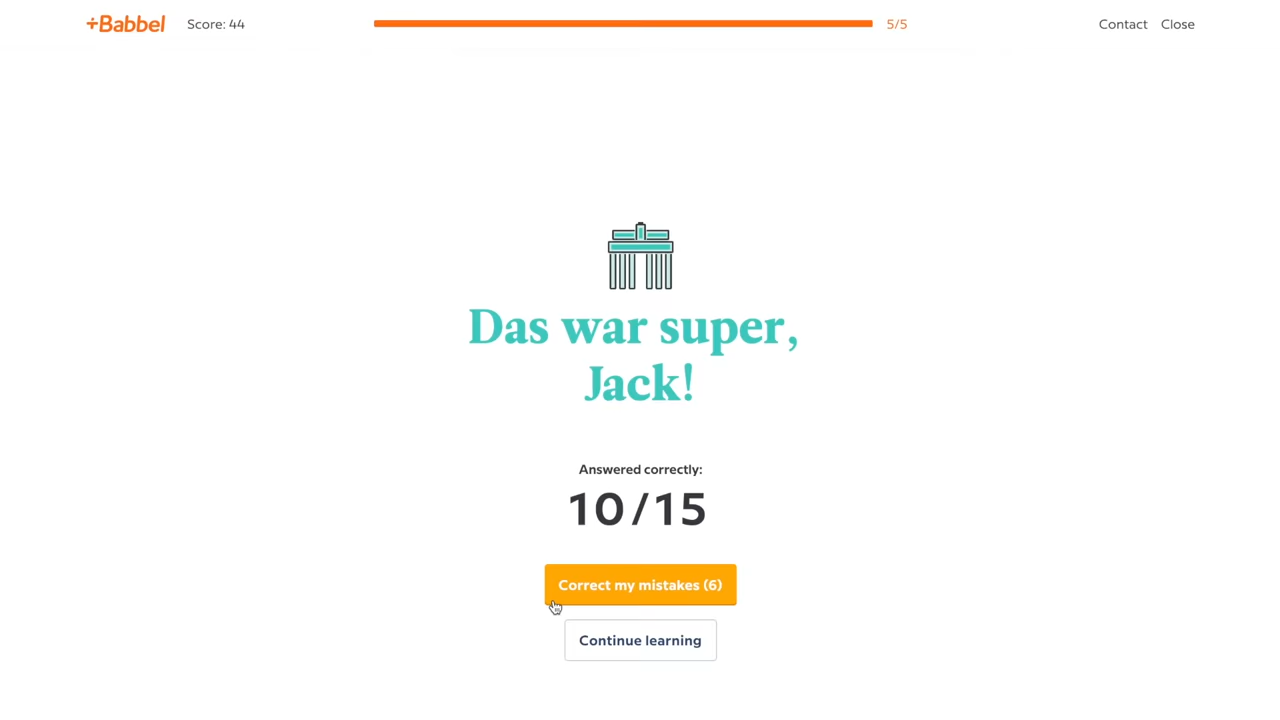 +Babbel Score: 44 5/5 Contact Close
Das war super,
Jack!
Answered correctly:
10/15
Correct my mistakes (6)
Continue learning